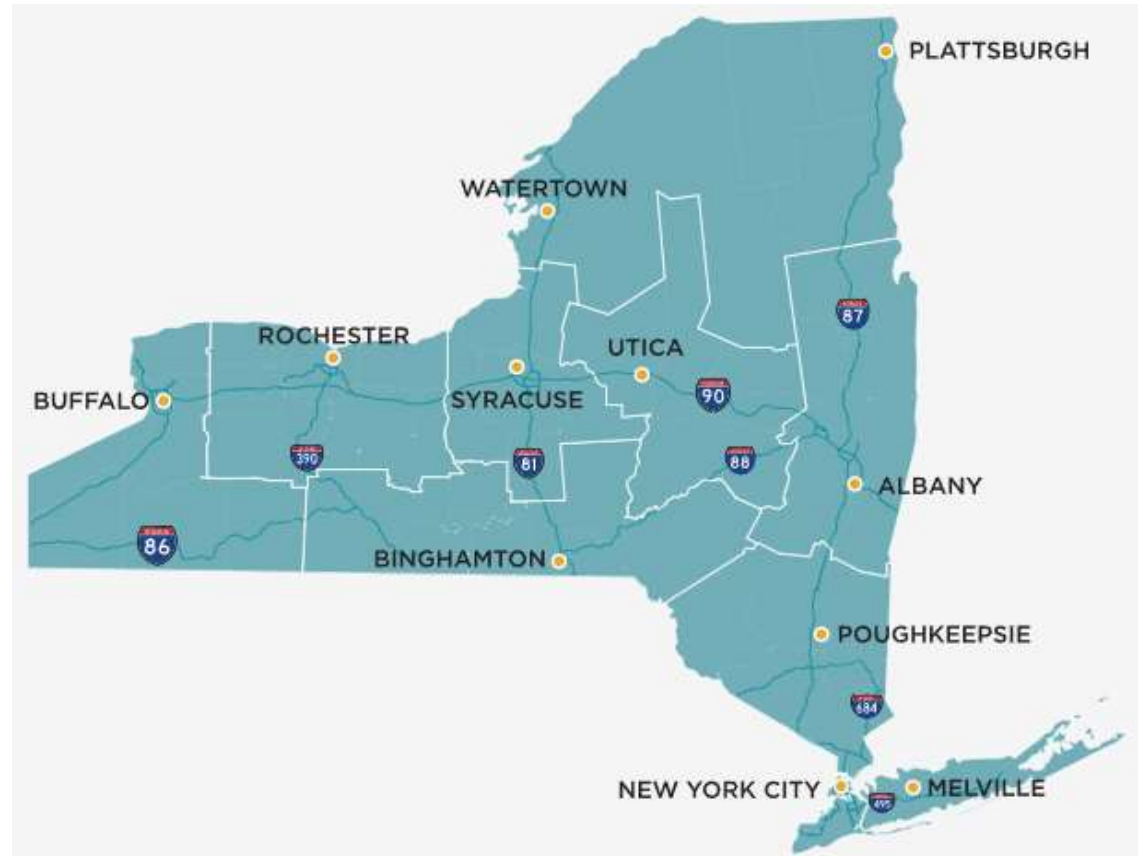 PLATTSBURGH
WATERTOWN
87
ROCHESTER
UTICA
90
BUFFALO
SYRACUSE
390
81
88
ALBANY
86
BINGHAMTON
POUGHKEEPSIE
684
NEW YORK CITY
MELVILLE
495